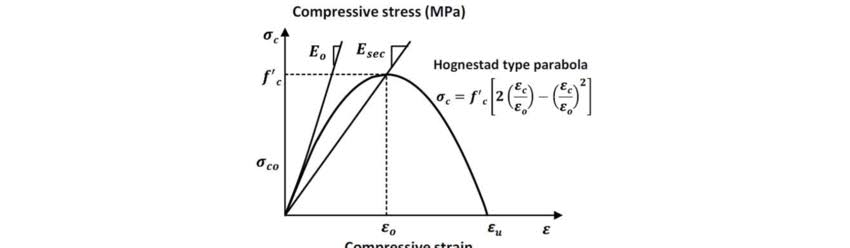 Compressive stress (MPa)
σc
Eo Esec
f'c
Hognestad type parabola
σc = f'c[2(εc/εo) − (εc/εo)²]
σco
εo εu ε
Compressive strain